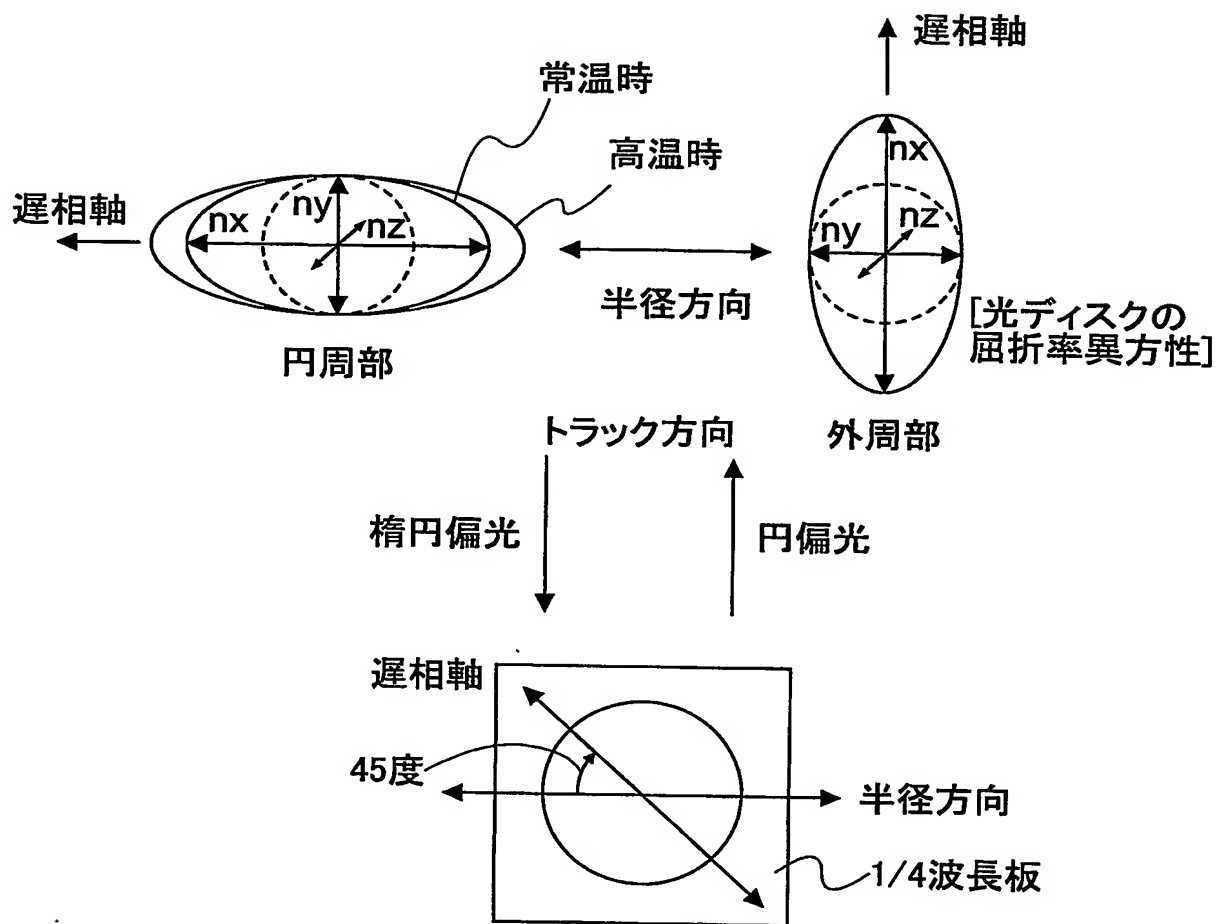 遅相軸
常温時
高温時
遅相軸
nx
ny
nz
nx
ny
nz
半径方向
円周部
[光ディスクの
屈折率異方性]
トラック方向
外周部
楕円偏光
円偏光
遅相軸
45度
半径方向
1/4波長板